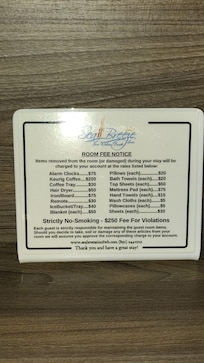 Sea Breeze
ROOM FEE NOTICE
Items removed from the room (or damaged) during your stay will be
charged to your account at the rates listed below:
Alarm Clocks......$75
Keurig Coffee....$200
Coffee Tray.......$30
Hair Dryer.......$50
Iron/Board......$75
Remote......$30
Ice Bucket/Tray....$40
Blanket (each)....$50
Pillows (each)......$20
Bath Towels (each)....$20
Top Sheets (each)....$50
Mattress Pad (each)....$75
Hand Towels (each)....$15
Wash Cloths (each)....$5
Pillowcases (each)....$5
Sheets (each)......$30
Strictly No-Smoking - $250 Fee For Violations
Each guest is strictly responsible for maintaining the guest room items.
Should you decide to take, soil or damage any of these articles from your
room we will assume you approve the corresponding charge to your account.
Thank you and have a great stay!